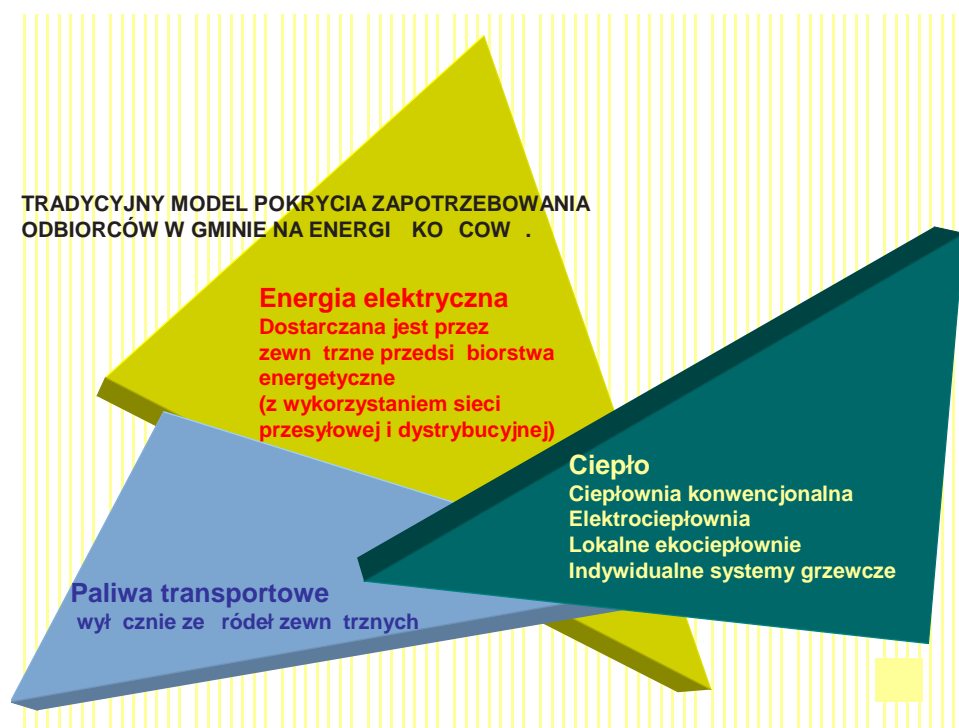 TRADYCYJNY MODEL POKRYCIA ZAPOTRZEBOWANIA
ODBIORCÓW W GMINIE NA ENERGI KO COW .
Energia elektryczna
Dostarczana jest przez
zewn trzne przedsi biorstwa
energetyczne
(z wykorzystaniem sieci
przesyłowej i dystrybucyjnej)
Ciepło
Ciepłownia konwencjonalna
Elektrociepłownia
Lokalne ekociepłownie
Indywidualne systemy grzewcze
Paliwa transportowe
wył cznie ze ródeł zewn trznych